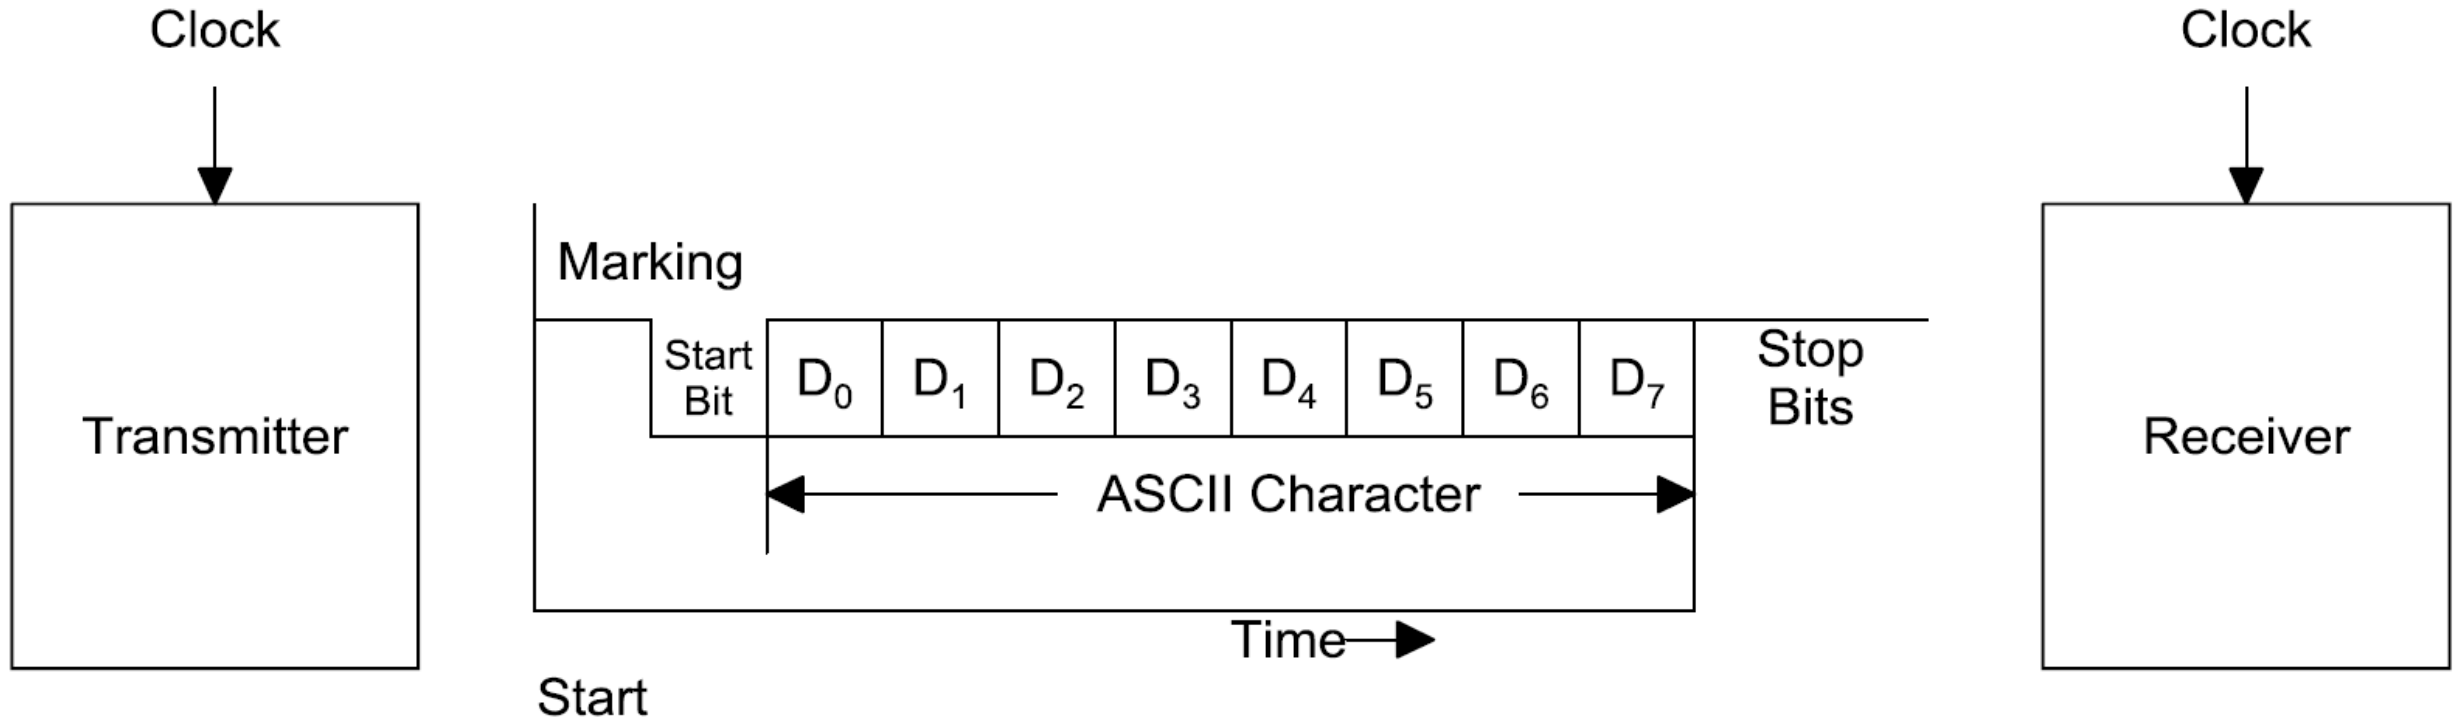 Clock
Clock
Marking
Transmitter
Start
Bit
D₀ D₁ D₂ D₃ D₄ D₅ D₆ D₇
Stop
Bits
Receiver
ASCII Character
Time
Start